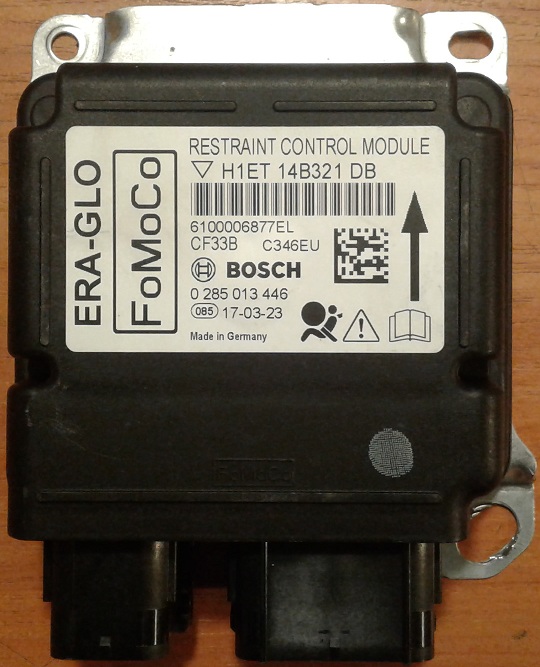 ERA-GLO
FoMoCo
RESTRAINT CONTROL MODULE
H1ET 14B321 DB
6100006877EL
CF33B C346EU
BOSCH
0 285 013 446
085 17-03-23
Made in Germany
FoMoCo